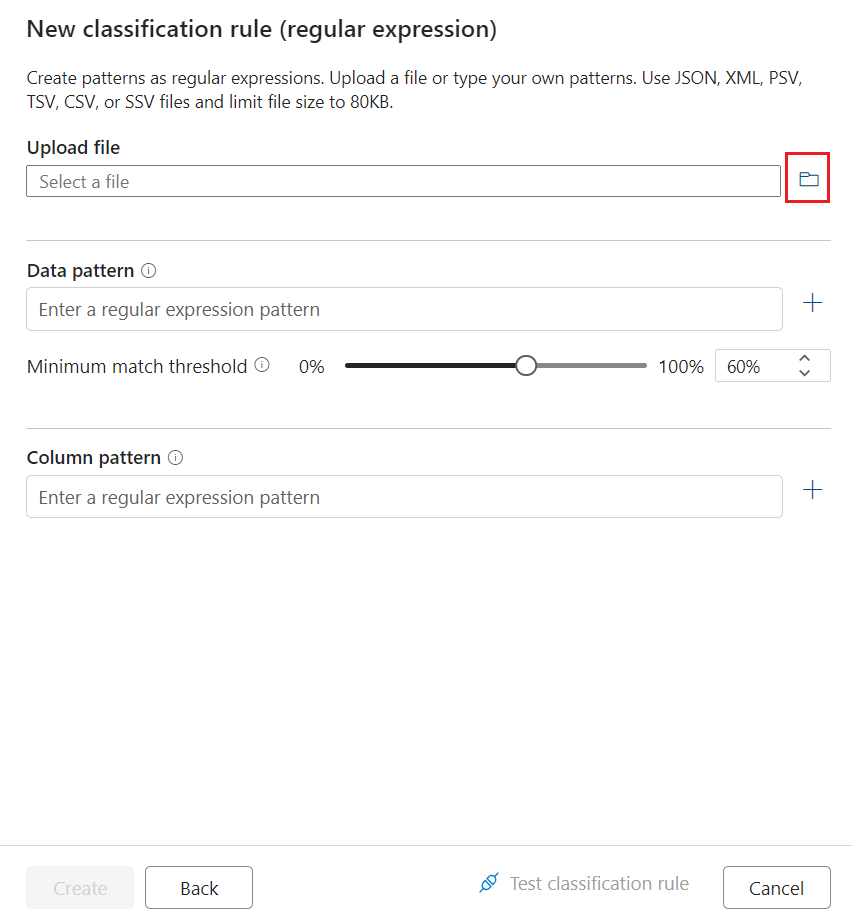 New classification rule (regular expression)
Create patterns as regular expressions. Upload a file or type your own patterns. Use JSON, XML, PSV,
TSV, CSV, or SSV files and limit file size to 80KB.
Upload file
Select a file
Data pattern
Enter a regular expression pattern
Minimum match threshold 0% 100% 60%
Column pattern
Enter a regular expression pattern
Create Back Test classification rule Cancel